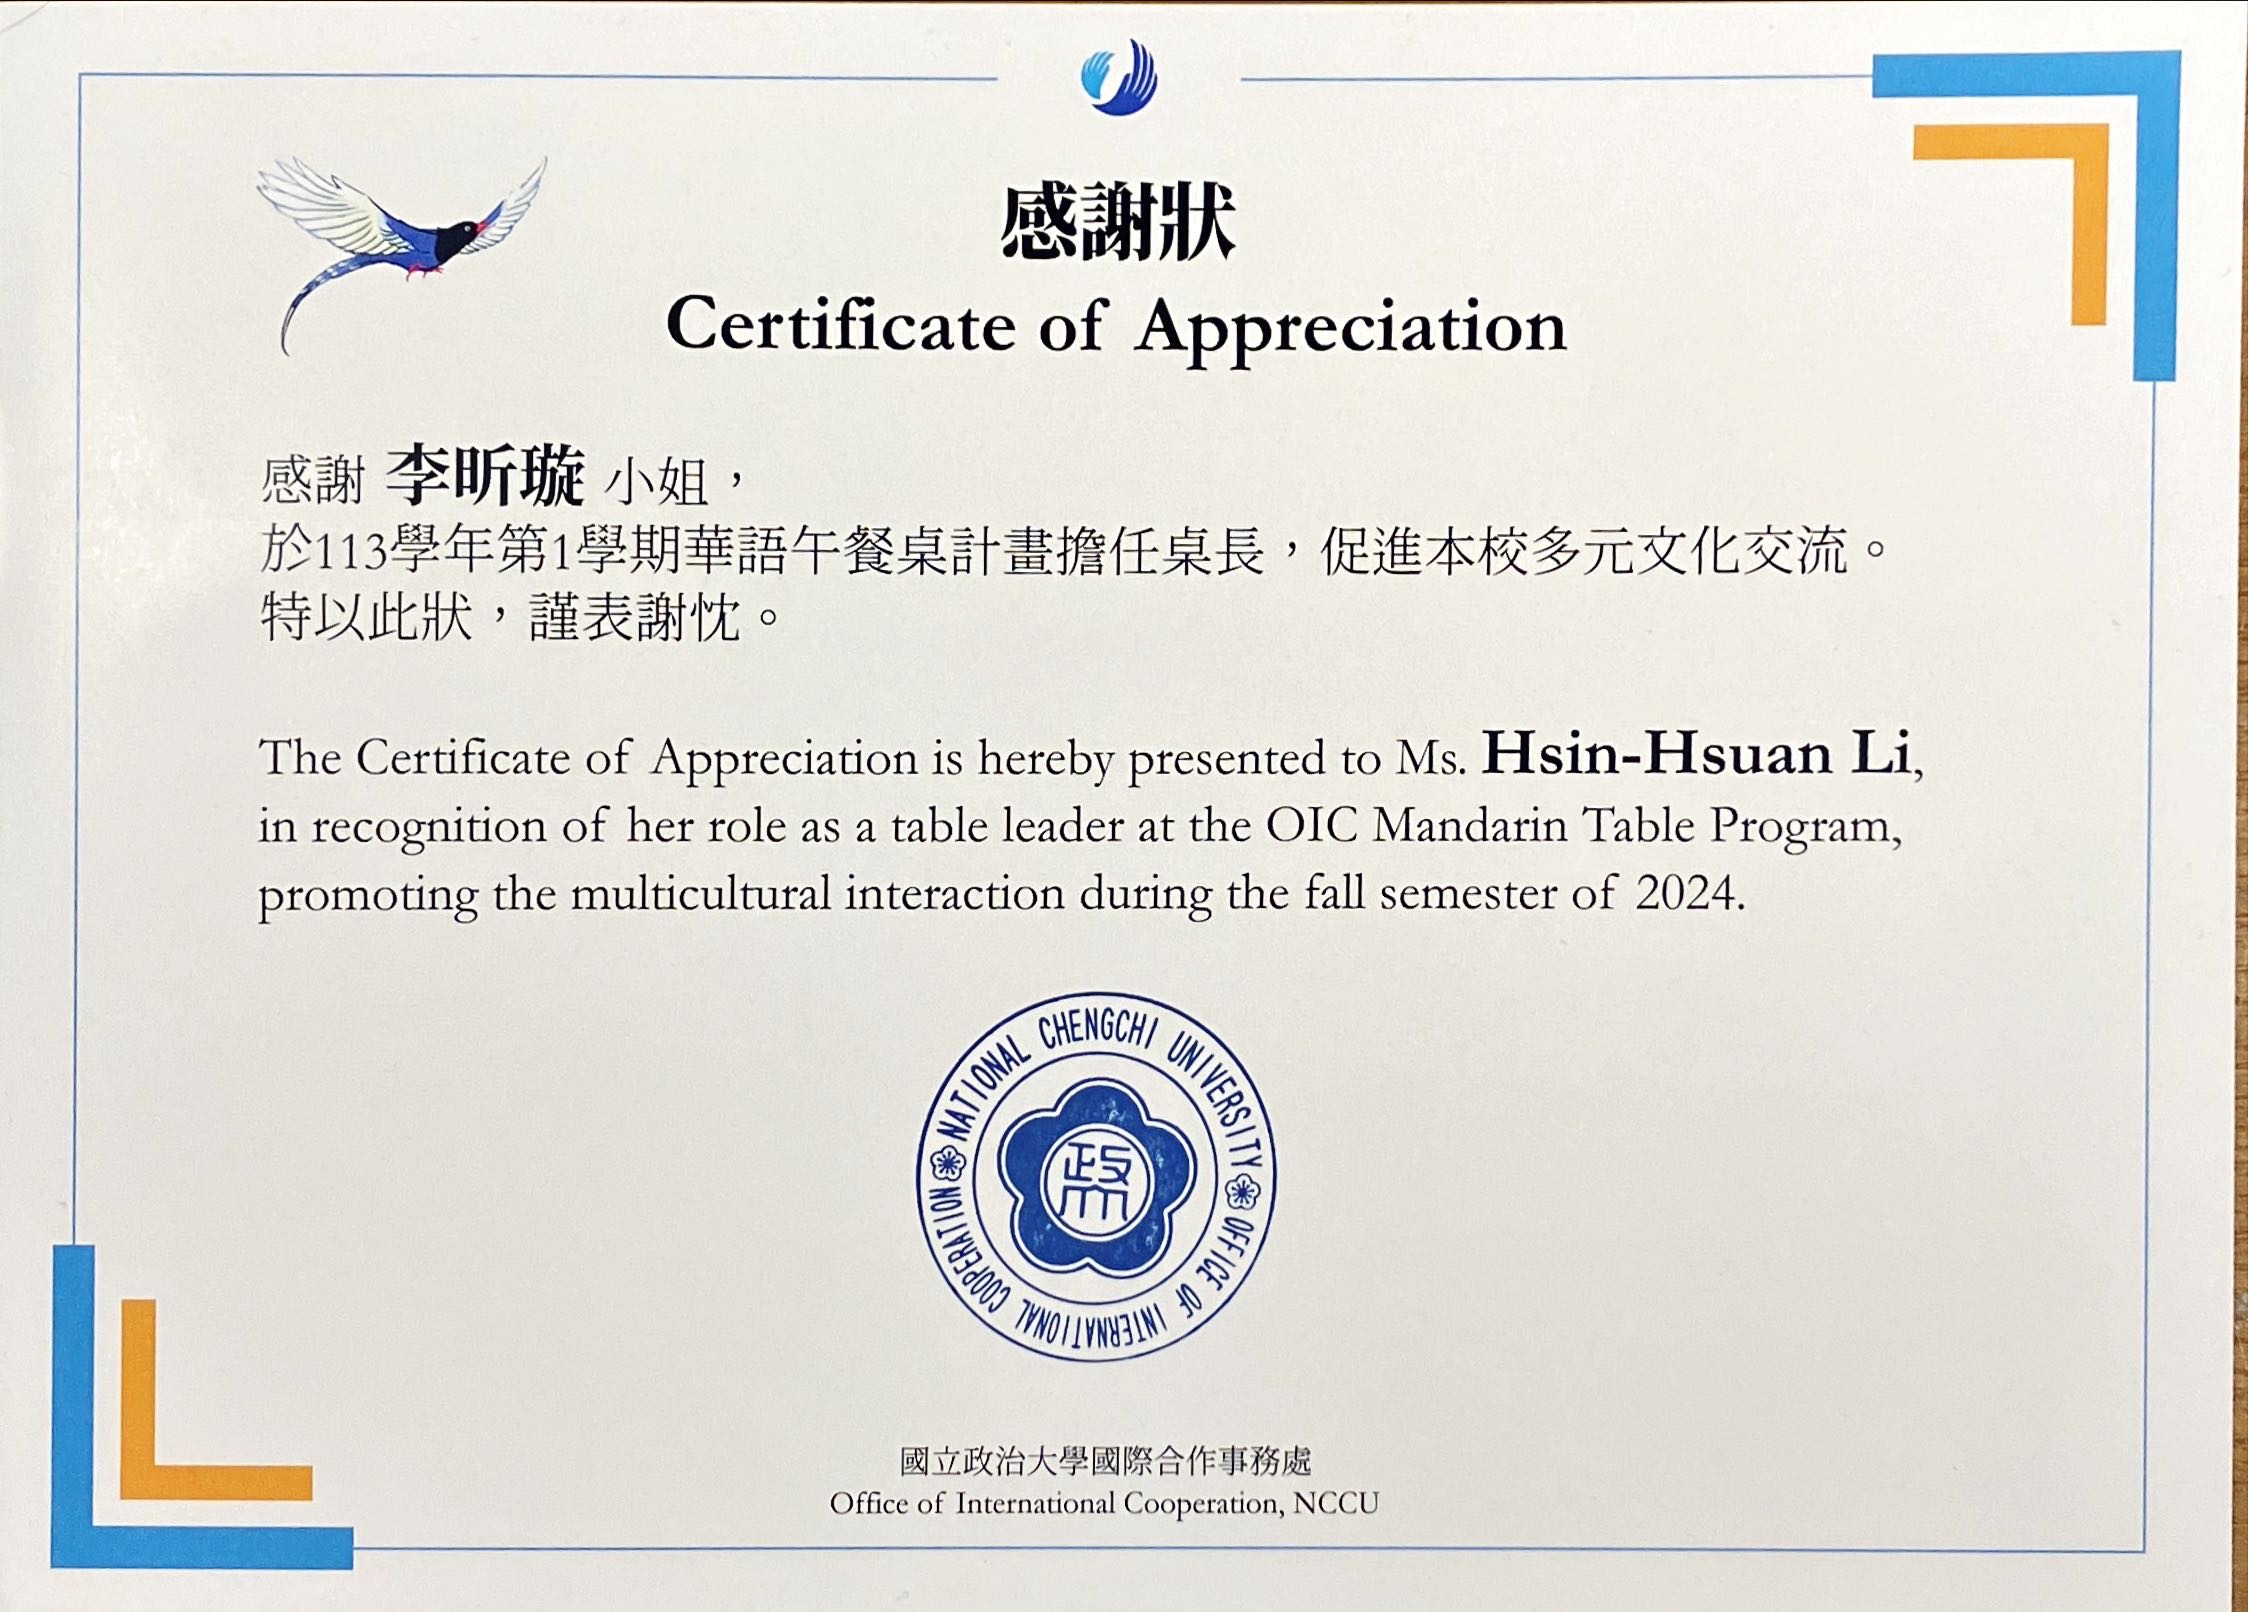 感謝狀
Certificate of Appreciation
感謝 李昕璇 小姐，
於113學年第1學期華語午餐桌計畫擔任桌長，促進本校多元文化交流。
特以此狀，謹表謝忱。
The Certificate of Appreciation is hereby presented to Ms. Hsin-Hsuan Li,
in recognition of her role as a table leader at the OIC Mandarin Table Program,
promoting the multicultural interaction during the fall semester of 2024.
NATIONAL CHENGCHI UNIVERSITY
OFFICE OF INTERNATIONAL COOPERATION
政大
國立政治大學國際合作事務處
Office of International Cooperation, NCCU